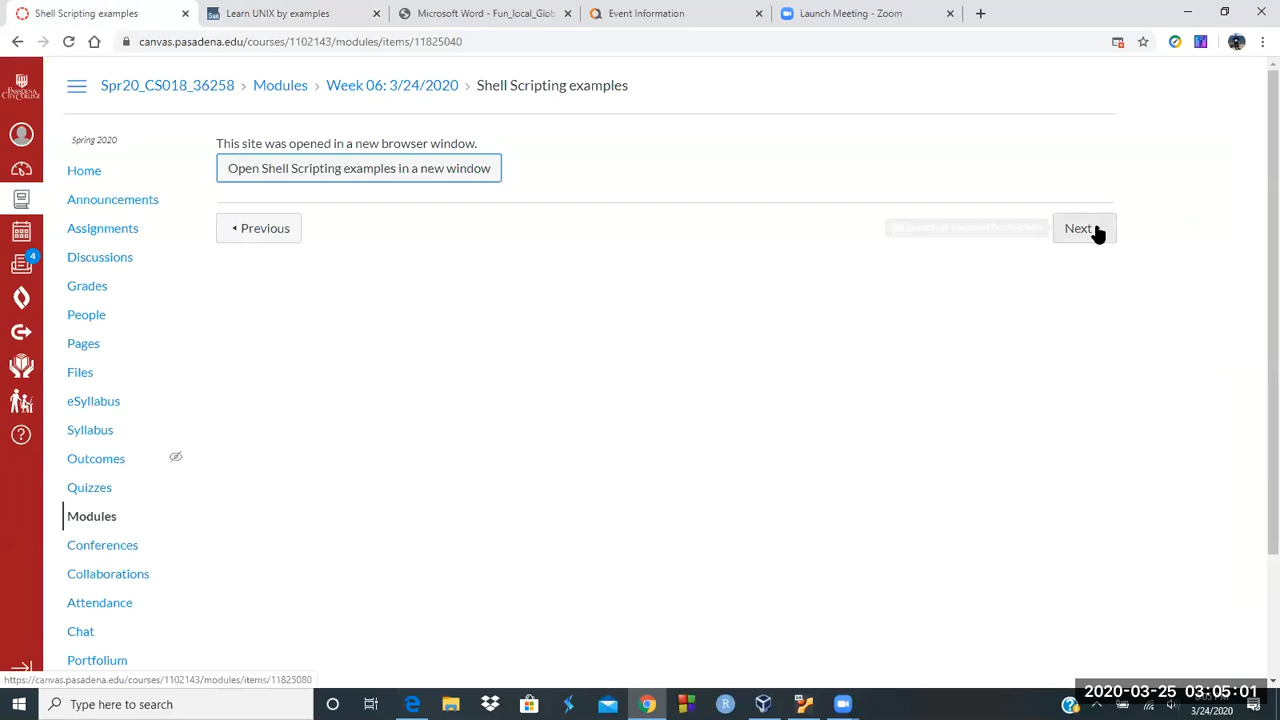 Shell Scripting examples
Learn UNIX by examples
Microsoft Word - Fun_local_Glob
Event Information
Launch Meeting - Zoom
canvas.pasadena.edu/courses/1102143/modules/items/11825040
PASADENA
CITY COLLEGE
Spr20_CS018_36258 › Modules › Week 06: 3/24/2020 › Shell Scripting examples
Spring 2020
This site was opened in a new browser window.
Open Shell Scripting examples in a new window
Previous
Next
Home
Announcements
Assignments
Discussions
4
Grades
People
Pages
Files
eSyllabus
Syllabus
Outcomes
Quizzes
Modules
Conferences
Collaborations
Attendance
Chat
Portfolium
https://canvas.pasadena.edu/courses/1102143/modules/items/11825080
Type here to search
2020-03-25 03:05:01
3/24/2020